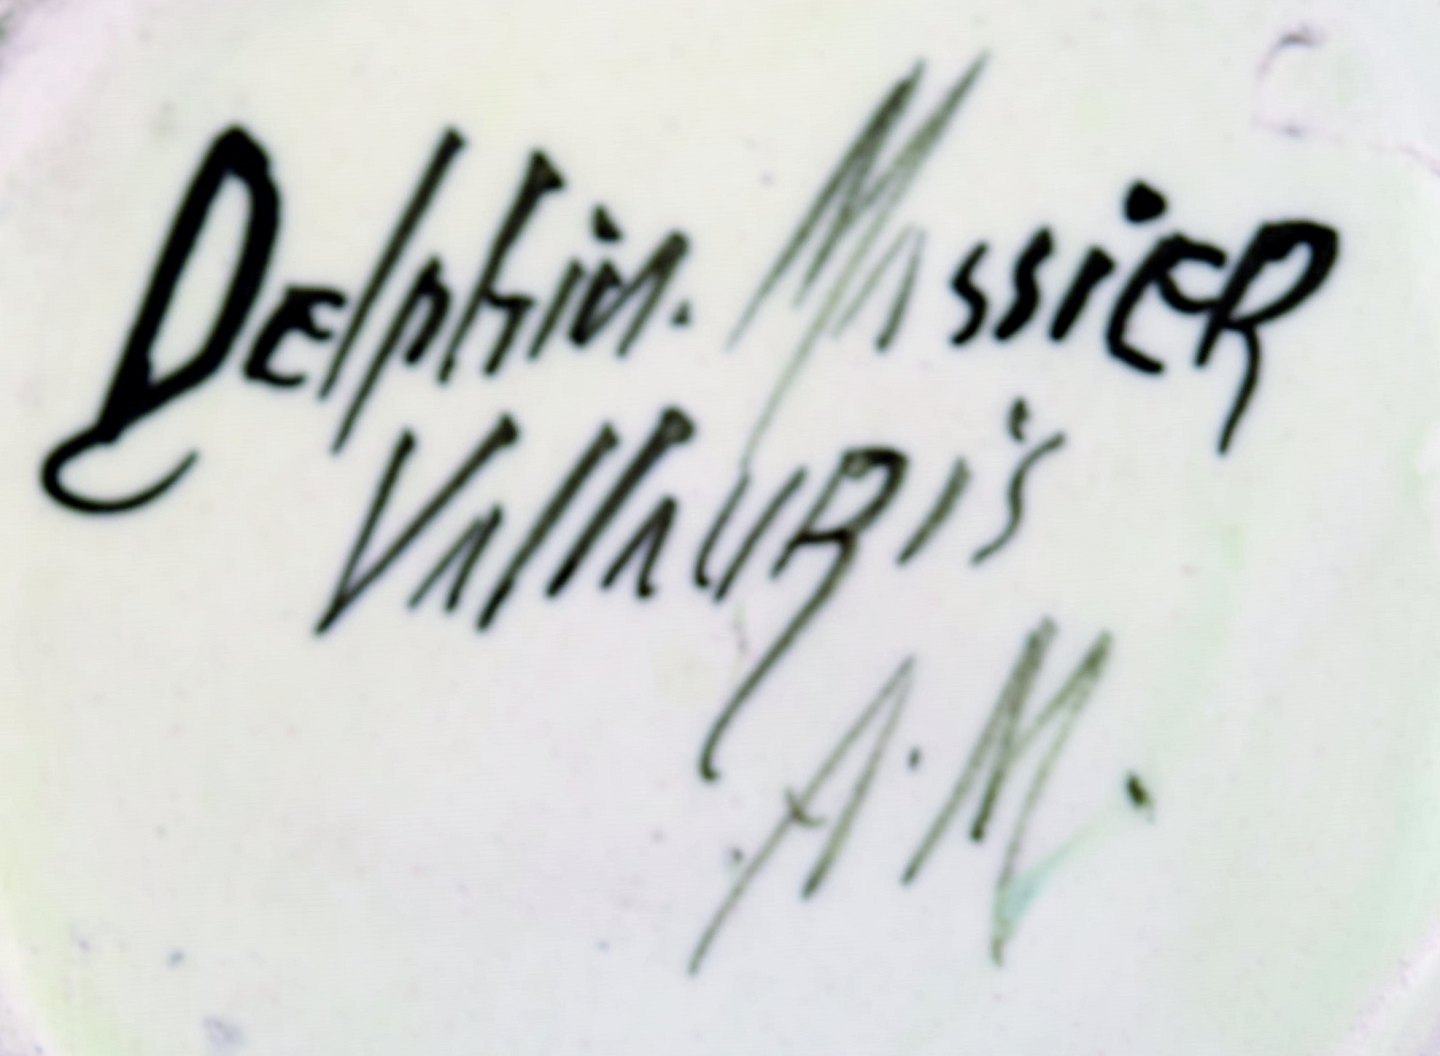 Delphin. Massier
Vallauris
A. M.